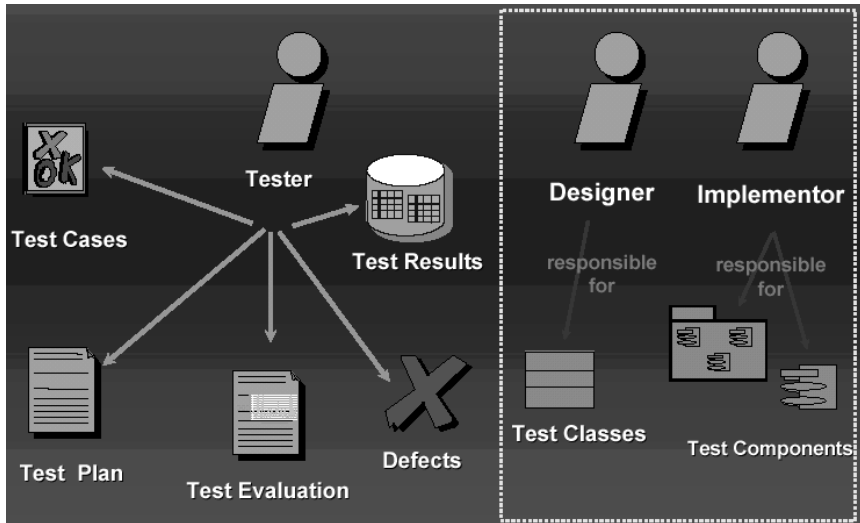 Tester
Designer
Implementor
X
OK
Test Cases
Test Results
responsible
for
responsible
for
Test Plan
Test Evaluation
Defects
Test Classes
Test Components